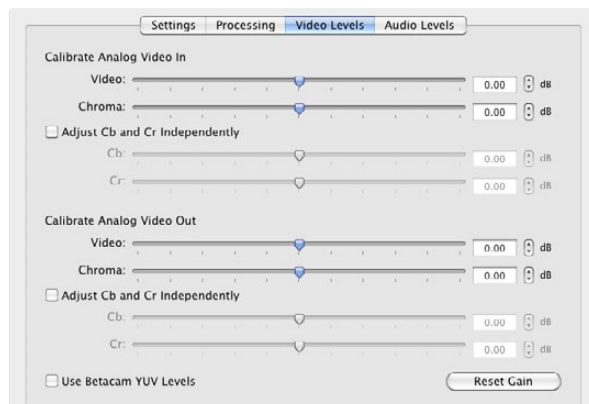 Settings Processing Video Levels Audio Levels
Calibrate Analog Video In
Video: 0.00 dB
Chroma: 0.00 dB
Adjust Cb and Cr Independently
Cb: 0.00 dB
Cr: 0.00 dB
Calibrate Analog Video Out
Video: 0.00 dB
Chroma: 0.00 dB
Adjust Cb and Cr Independently
Cb: 0.00 dB
Cr: 0.00 dB
Use Betacam YUV Levels Reset Gain